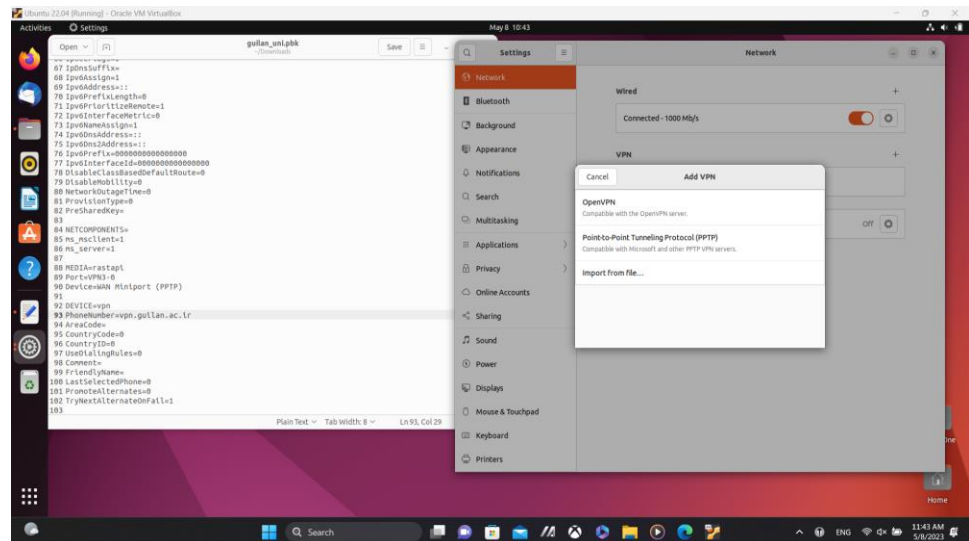 Ubuntu 22.04 [Running] - Oracle VM VirtualBox
Activities
Settings
May 8 10:43
Open
guilan_uni.pbk
~/Downloads
Save
67 IpDnsSuffix=
68 Ipv6Assign=1
69 Ipv6Address=::
70 Ipv6PrefixLength=0
71 Ipv6PrioritizeRemote=1
72 Ipv6InterfaceMetric=0
73 Ipv6NameAssign=1
74 Ipv6DnsAddress=::
75 Ipv6Dns2Address=::
76 Ipv6Prefix=0000000000000000
77 Ipv6InterfaceId=0000000000000000
78 DisableClassBasedDefaultRoute=0
79 DisableMobility=0
80 NetworkOutageTime=0
81 ProvisionType=0
82 PreSharedKey=
83
84 NETCOMPONENTS=
85 ms_msclient=1
86 ms_server=1
87
88 MEDIA=rastapi
89 Port=VPN3-0
90 Device=WAN Miniport (PPTP)
91
92 DEVICE=vpn
93 PhoneNumber=vpn.guilan.ac.ir
94 AreaCode=
95 CountryCode=0
96 CountryID=0
97 UseDialingRules=0
98 Comment=
99 FriendlyName=
100 LastSelectedPhone=0
101 PromoteAlternates=0
102 TryNextAlternateOnFail=1
103
Plain Text
Tab Width: 8
Ln 93, Col 29
Settings
Network
Bluetooth
Background
Appearance
Notifications
Search
Multitasking
Applications
Privacy
Online Accounts
Sharing
Sound
Power
Displays
Mouse & Touchpad
Keyboard
Printers
Network
Wired
Connected - 1000 Mb/s
VPN
Off
Cancel
Add VPN
OpenVPN
Compatible with the OpenVPN server.
Point-to-Point Tunneling Protocol (PPTP)
Compatible with Microsoft and other PPTP VPN servers.
Import from file...
Home
Search
ENG
11:43 AM
5/8/2023